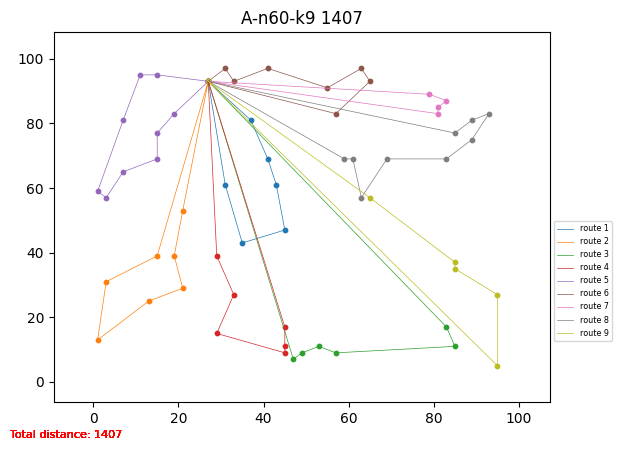 A-n60-k9 1407
100
80
60
40
20
0
0 20 40 60 80 100
route 1
route 2
route 3
route 4
route 5
route 6
route 7
route 8
route 9
Total distance: 1407